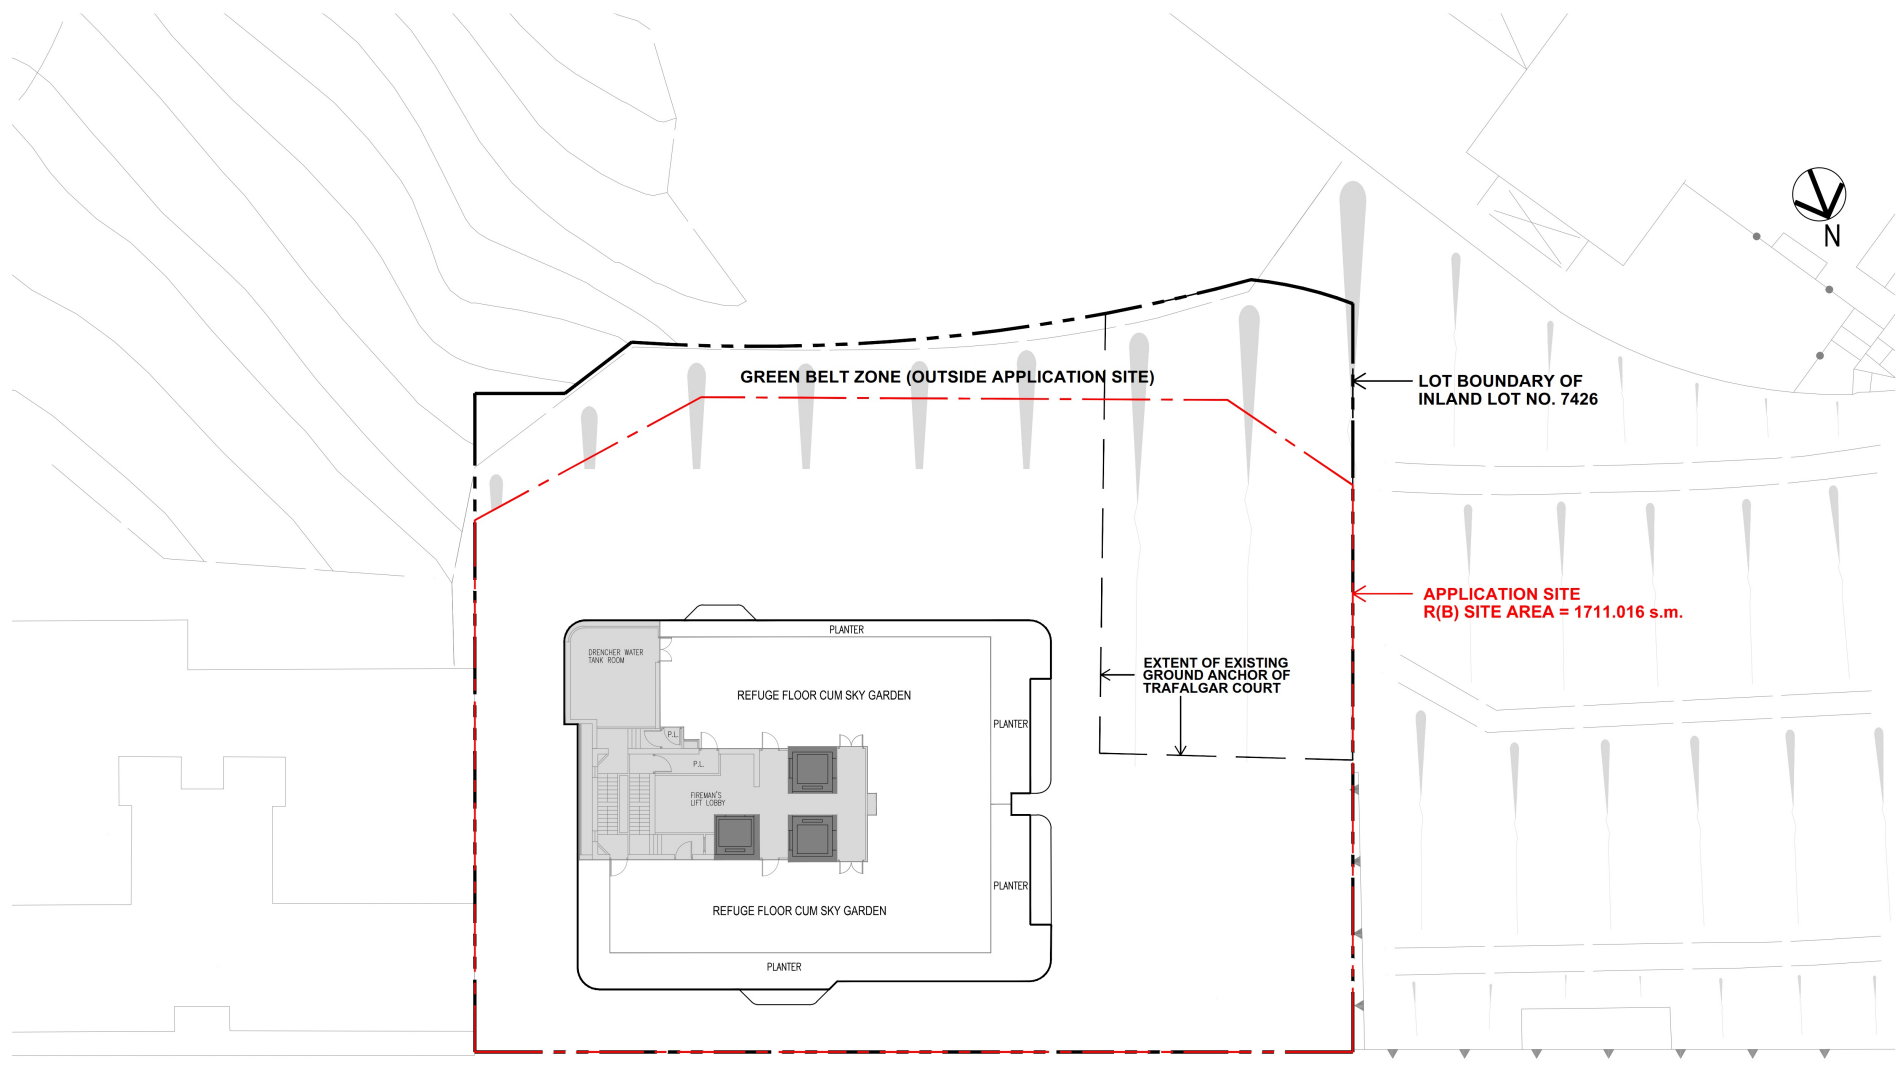 N
GREEN BELT ZONE (OUTSIDE APPLICATION SITE)
LOT BOUNDARY OF
INLAND LOT NO. 7426
APPLICATION SITE
R(B) SITE AREA = 1711.016 s.m.
PLANTER
DRENCHER WATER
TANK ROOM
EXTENT OF EXISTING
GROUND ANCHOR OF
TRAFALGAR COURT
REFUGE FLOOR CUM SKY GARDEN
PLANTER
P.L.
P.L.
FIREMAN'S
LIFT LOBBY
PLANTER
REFUGE FLOOR CUM SKY GARDEN
PLANTER